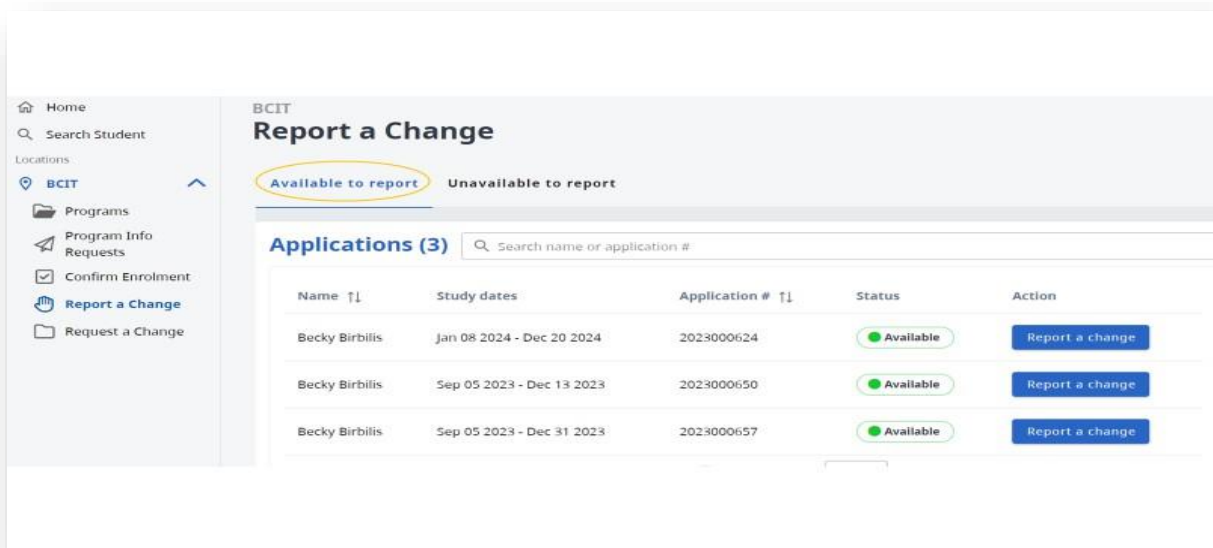 Home
Search Student
Locations
BCIT
Programs
Program Info
Requests
Confirm Enrolment
Report a Change
Request a Change
BCIT
Report a Change
Available to report Unavailable to report
Applications (3) Search name or application #
Name Study dates Application # Status Action
Becky Birbilis Jan 08 2024 - Dec 20 2024 2023000624 Available Report a change
Becky Birbilis Sep 05 2023 - Dec 13 2023 2023000650 Available Report a change
Becky Birbilis Sep 05 2023 - Dec 31 2023 2023000657 Available Report a change